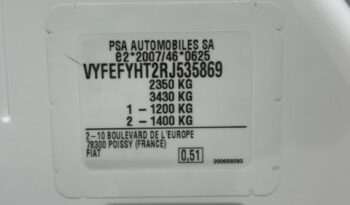 PSA AUTOMOBILES SA
e2*2007/46*0625
VYFEFYHT2RJ535869
2350 KG
3430 KG
1 - 1200 KG
2 - 1400 KG
2-10 BOULEVARD DE L'EUROPE
78300 POISSY (FRANCE)
FIAT
0.51
200659293